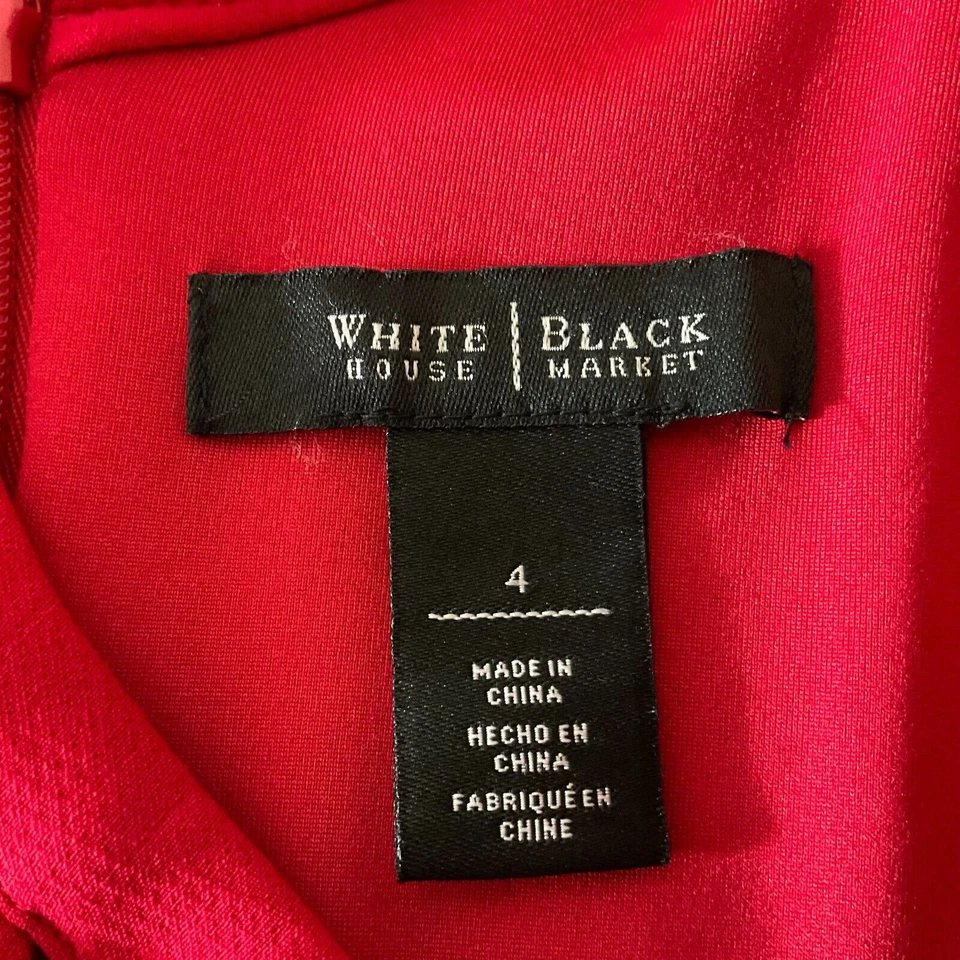 WHITE | BLACK
HOUSE | MARKET
4
MADE IN
CHINA
HECHO EN
CHINA
FABRIQUÉ EN
CHINE